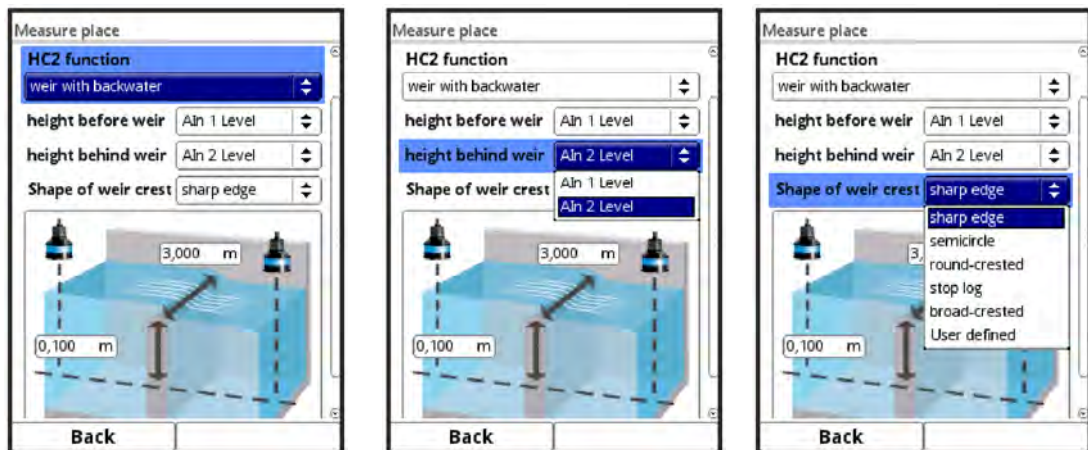 Measure place
HC2 function
weir with backwater
height before weir AIn 1 Level
height behind weir AIn 2 Level
Shape of weir crest sharp edge
3,000 m
0,100 m
Back
Measure place
HC2 function
weir with backwater
height before weir AIn 1 Level
height behind weir AIn 2 Level
Shape of weir crest AIn 1 Level
AIn 2 Level
3,000 m
0,100 m
Back
Measure place
HC2 function
weir with backwater
height before weir AIn 1 Level
height behind weir AIn 2 Level
Shape of weir crest sharp edge
sharp edge
semicircle
3, round-crested
stop log
broad-crested
0,100 m User defined
Back